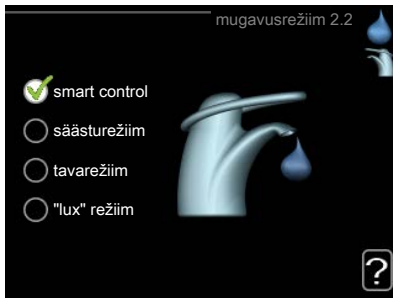 mugavusrežiim 2.2
smart control
säästurežiim
tavarežiim
"lux" režiim
?